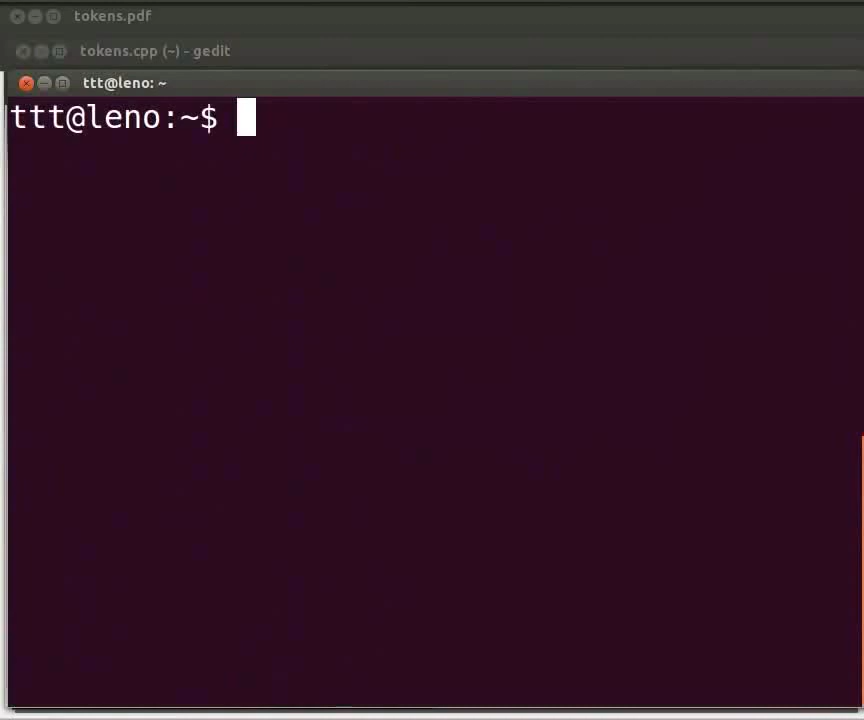 tokens.pdf
tokens.cpp (~) - gedit
ttt@leno: ~
ttt@leno:~$